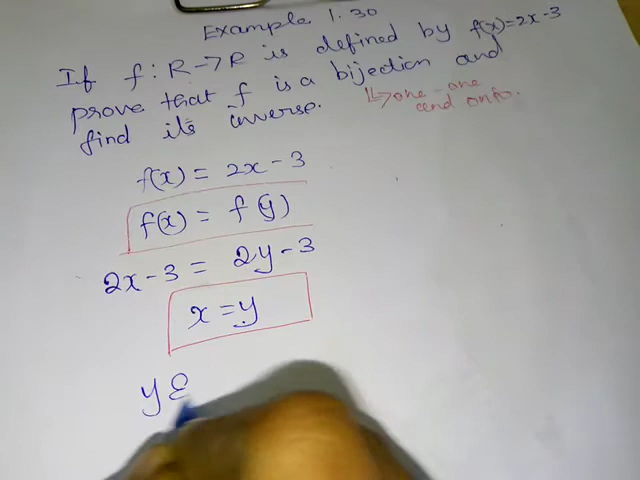 Example 1.30
If f : R → R is defined by f(x) = 2x - 3
prove that f is a bijection and
find its inverse.
↳ one-one
and onto.
f(x) = 2x - 3
f(x) = f(y)
2x - 3 = 2y - 3
x = y
y ε